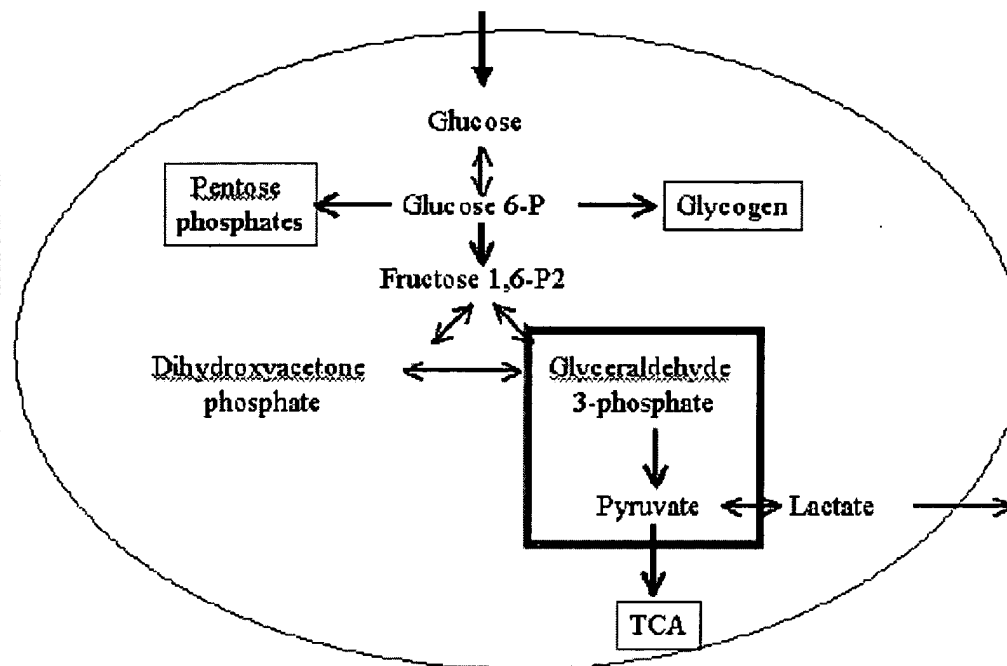 Glucose
Pentose
phosphates
Glucose 6-P
Glycogen
Fructose 1,6-P2
Dihydroxyacetone
phosphate
Glyceraldehyde
3-phosphate
Pyruvate
Lactate
TCA